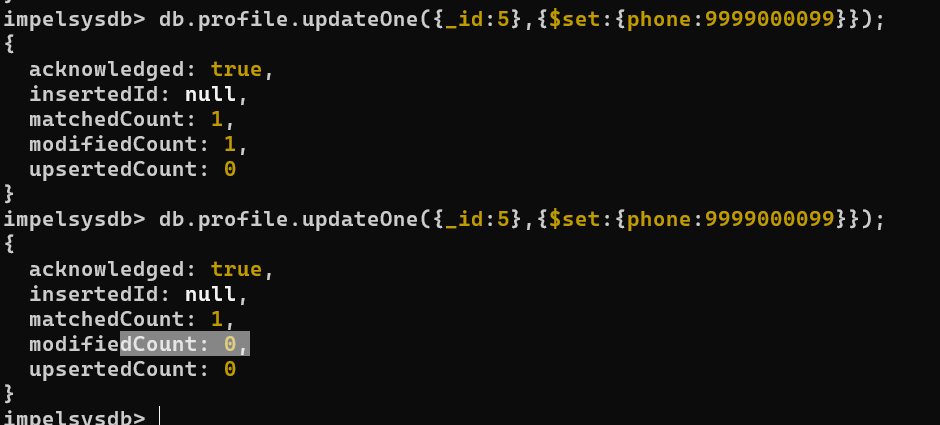 impelsysdb> db.profile.updateOne({_id:5},{$set:{phone:9999000099}});
{
  acknowledged: true,
  insertedId: null,
  matchedCount: 1,
  modifiedCount: 1,
  upsertedCount: 0
}
impelsysdb> db.profile.updateOne({_id:5},{$set:{phone:9999000099}});
{
  acknowledged: true,
  insertedId: null,
  matchedCount: 1,
  modifiedCount: 0,
  upsertedCount: 0
}
impelsysdb>